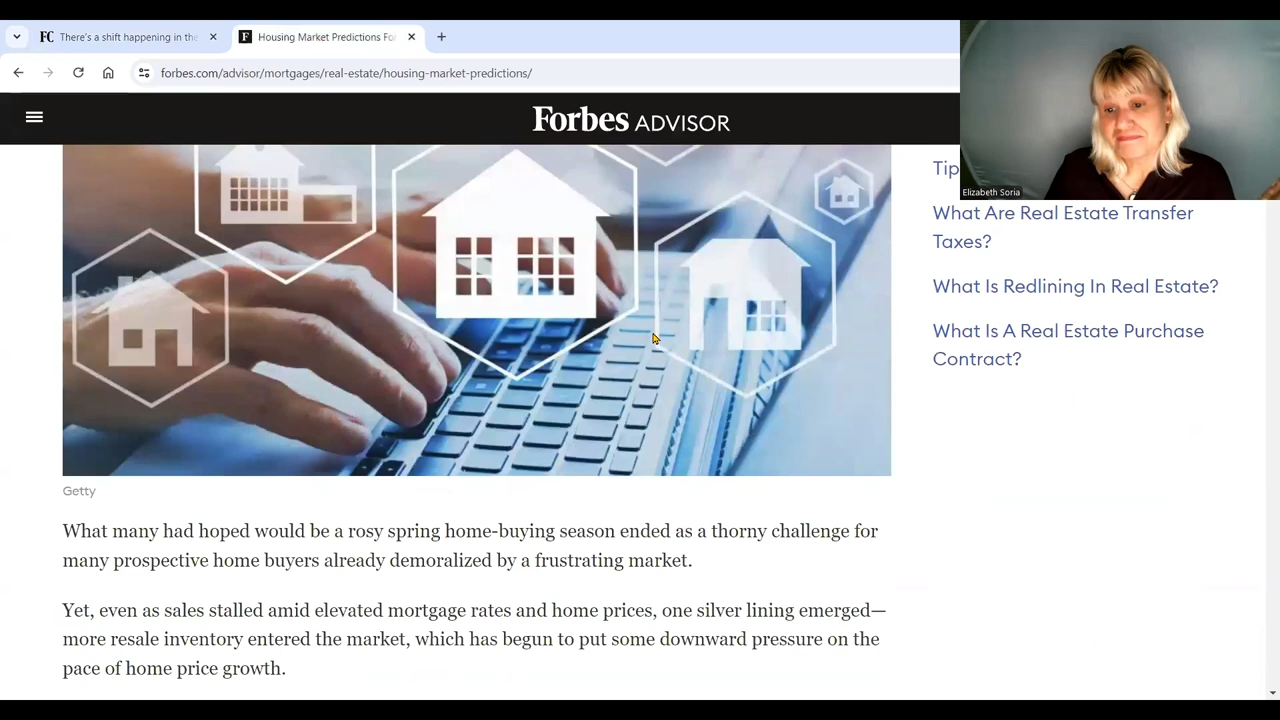 FC There's a shift happening in the
F Housing Market Predictions Fo
forbes.com/advisor/mortgages/real-estate/housing-market-predictions/
Forbes ADVISOR
Elizabeth Soria
Tip
What Are Real Estate Transfer
Taxes?
What Is Redlining In Real Estate?
What Is A Real Estate Purchase
Contract?
Getty
What many had hoped would be a rosy spring home-buying season ended as a thorny challenge for
many prospective home buyers already demoralized by a frustrating market.
Yet, even as sales stalled amid elevated mortgage rates and home prices, one silver lining emerged—
more resale inventory entered the market, which has begun to put some downward pressure on the
pace of home price growth.